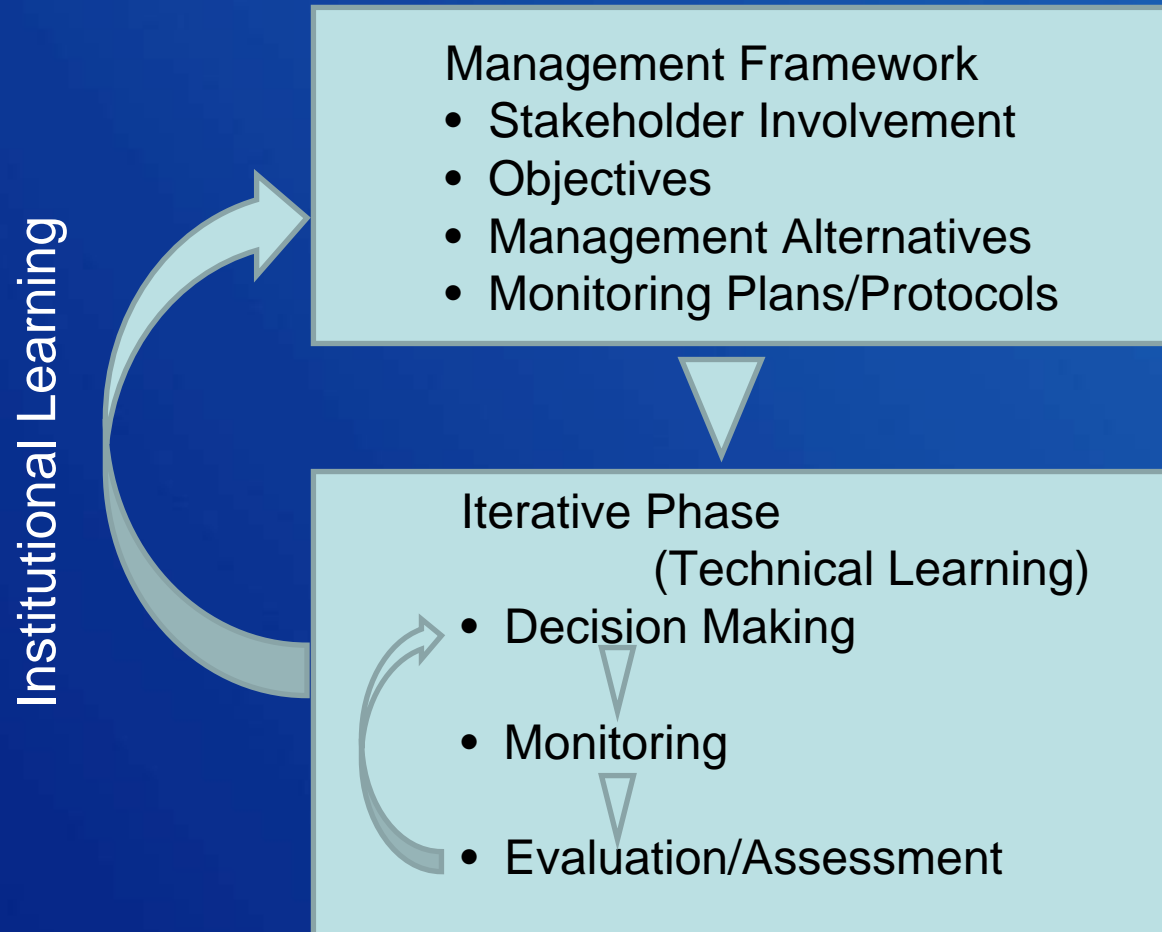 Institutional Learning
Management Framework
• Stakeholder Involvement
• Objectives
• Management Alternatives
• Monitoring Plans/Protocols
Iterative Phase
(Technical Learning)
• Decision Making
• Monitoring
• Evaluation/Assessment